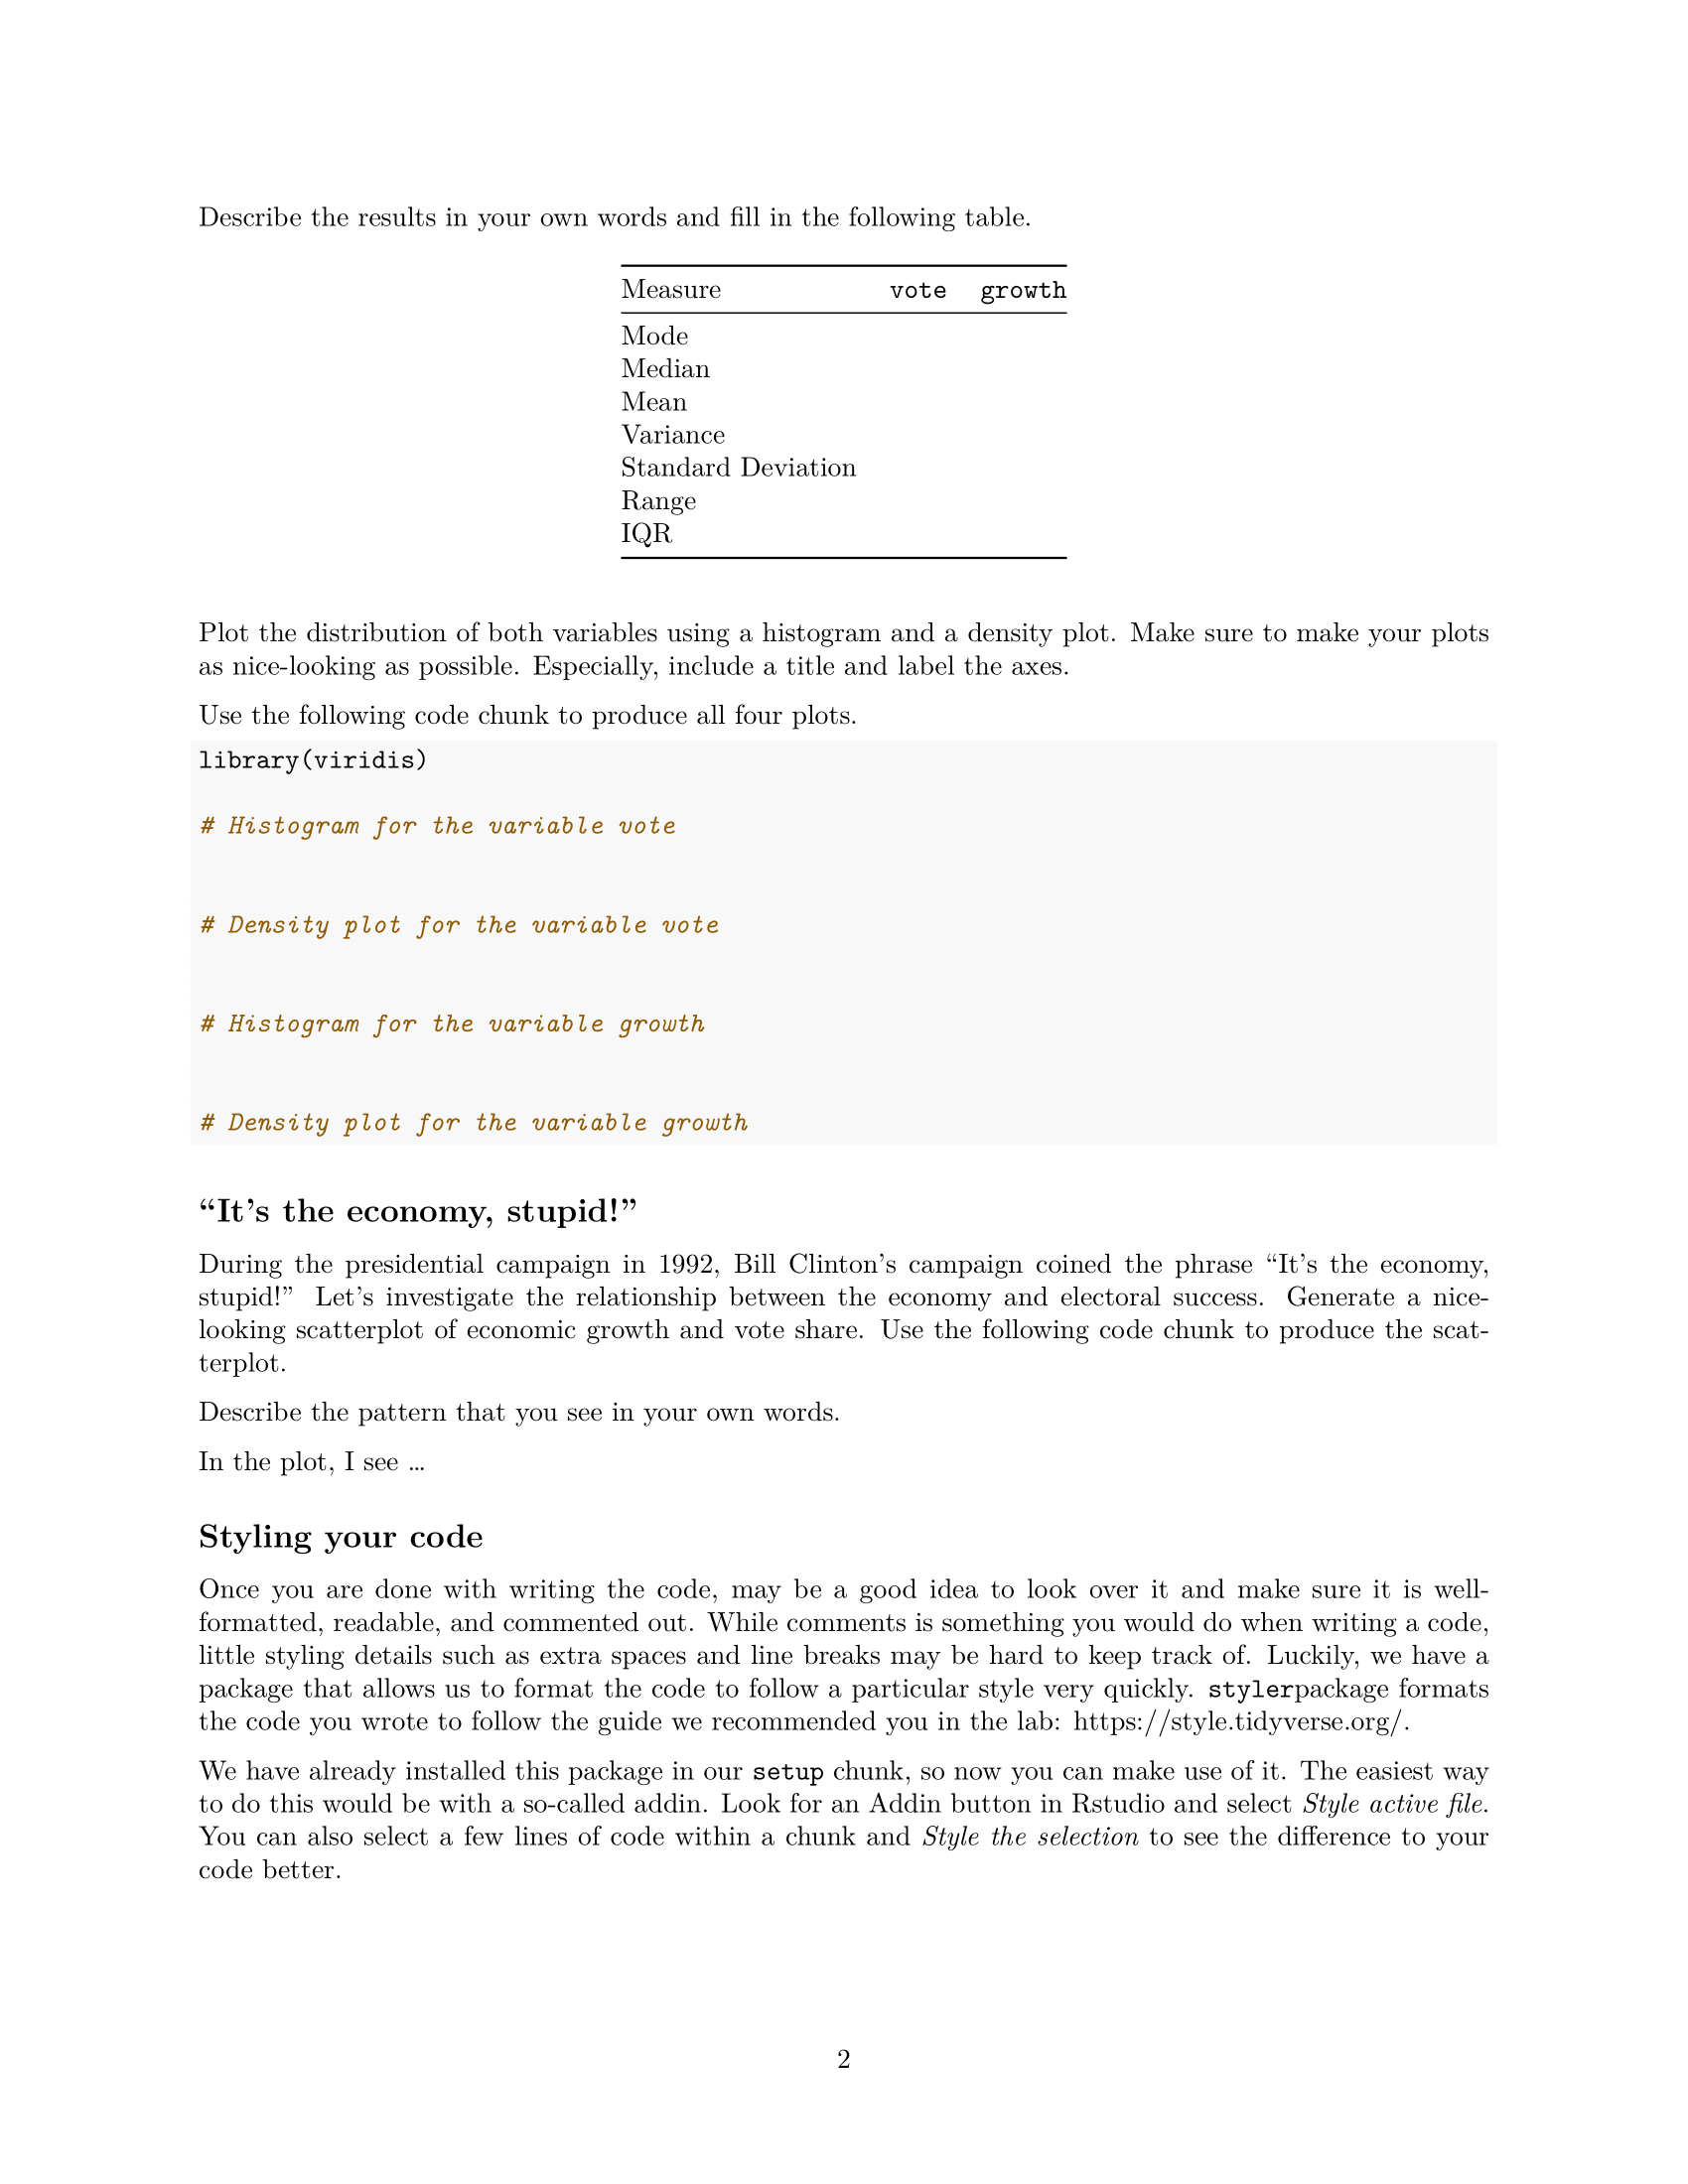 Describe the results in your own words and fill in the following table.
Measure vote growth
Mode
Median
Mean
Variance
Standard Deviation
Range
IQR
Plot the distribution of both variables using a histogram and a density plot. Make sure to make your plots
as nice-looking as possible. Especially, include a title and label the axes.
Use the following code chunk to produce all four plots.
library(viridis)
# Histogram for the variable vote
# Density plot for the variable vote
# Histogram for the variable growth
# Density plot for the variable growth
“It’s the economy, stupid!”
During the presidential campaign in 1992, Bill Clinton’s campaign coined the phrase “It’s the economy,
stupid!” Let’s investigate the relationship between the economy and electoral success. Generate a nice-
looking scatterplot of economic growth and vote share. Use the following code chunk to produce the scat-
terplot.
Describe the pattern that you see in your own words.
In the plot, I see …
Styling your code
Once you are done with writing the code, may be a good idea to look over it and make sure it is well-
formatted, readable, and commented out. While comments is something you would do when writing a code,
little styling details such as extra spaces and line breaks may be hard to keep track of. Luckily, we have a
package that allows us to format the code to follow a particular style very quickly. stylerpackage formats
the code you wrote to follow the guide we recommended you in the lab: https://style.tidyverse.org/.
We have already installed this package in our setup chunk, so now you can make use of it. The easiest way
to do this would be with a so-called addin. Look for an Addin button in Rstudio and select Style active file.
You can also select a few lines of code within a chunk and Style the selection to see the difference to your
code better.
2